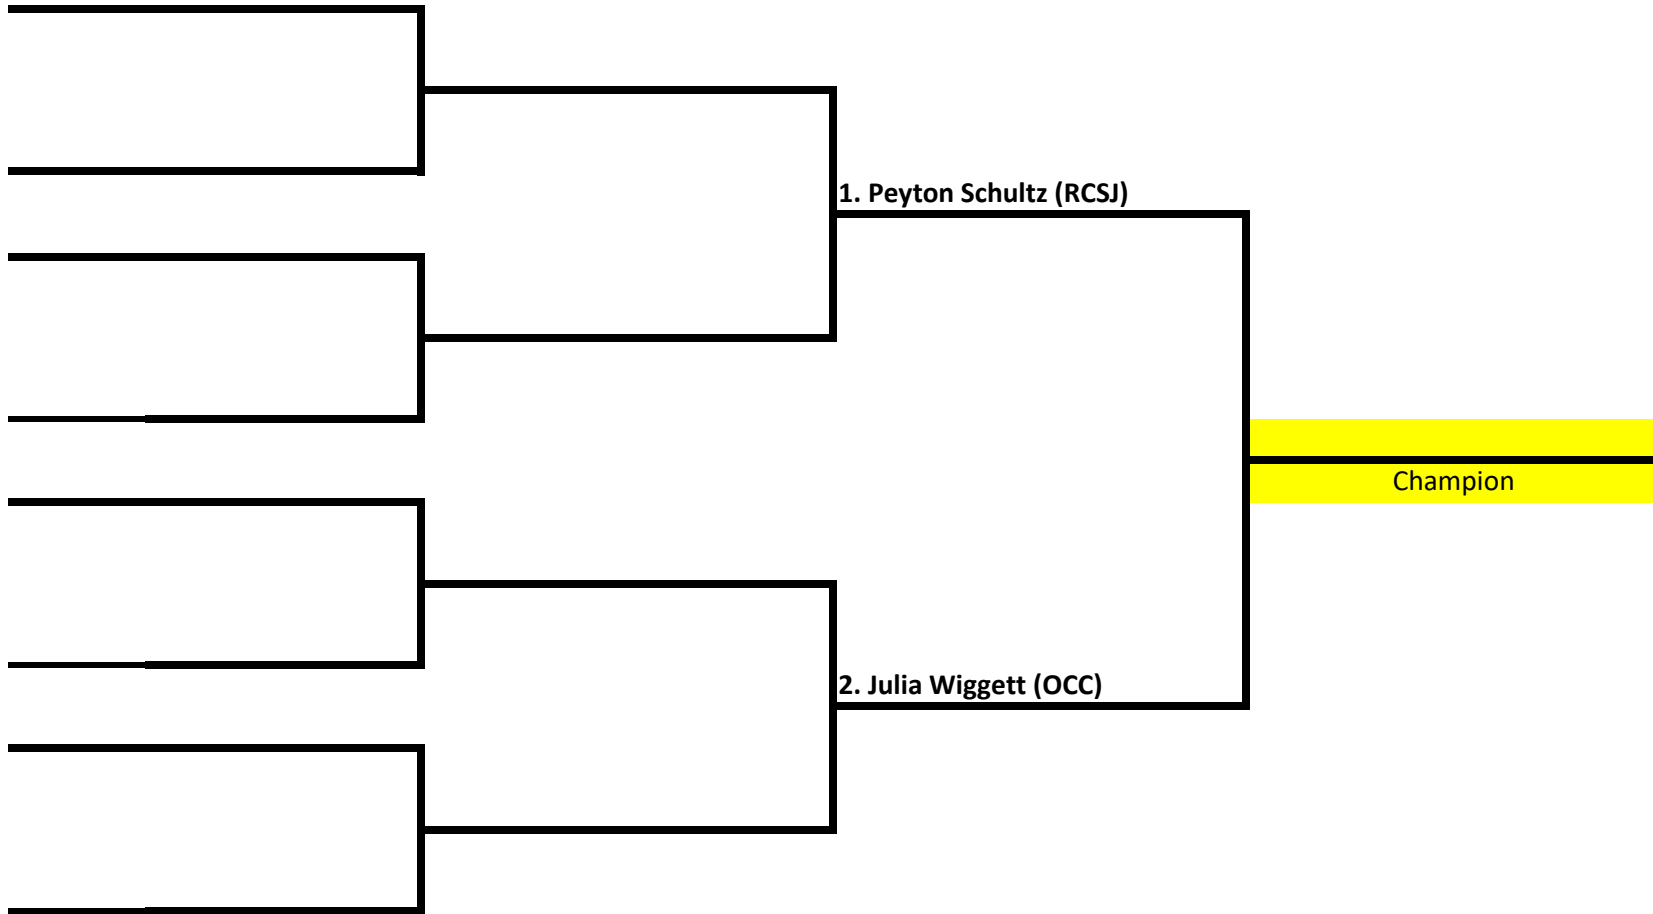 1. Peyton Schultz (RCSJ)
Champion
2. Julia Wiggett (OCC)